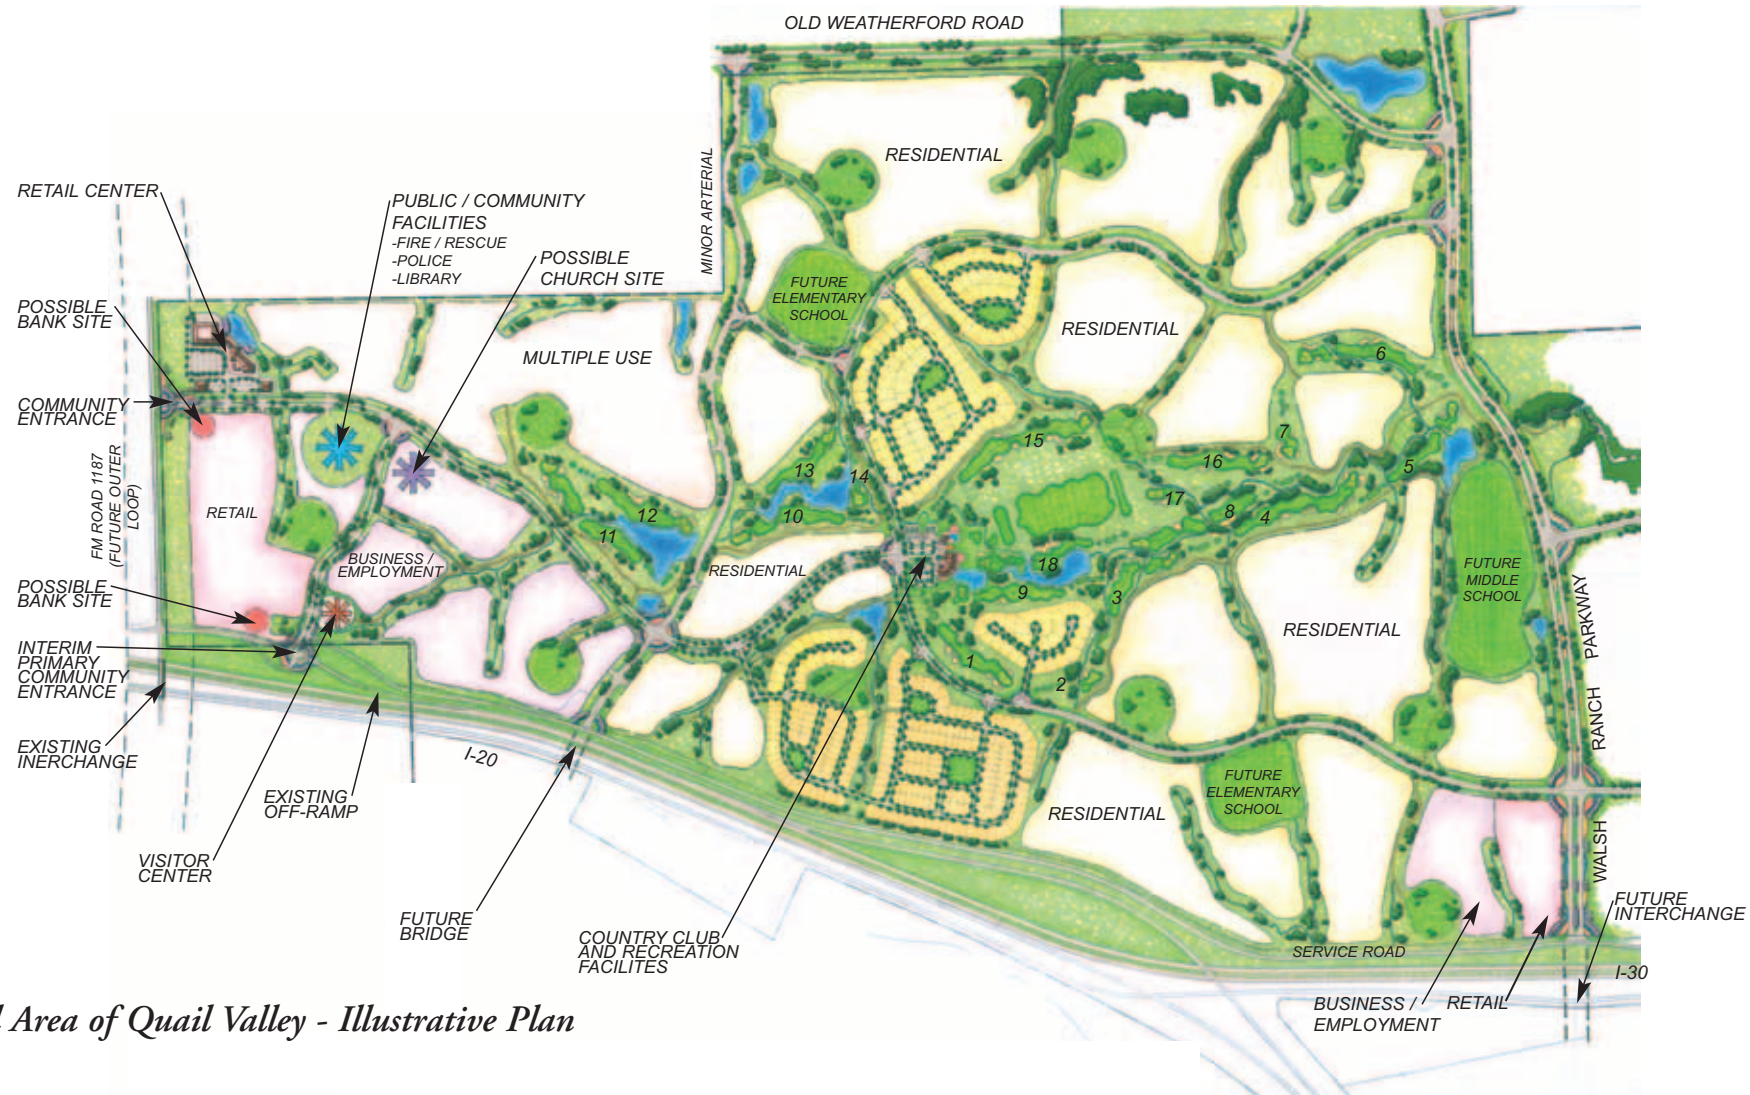 OLD WEATHERFORD ROAD
MINOR ARTERIAL
RESIDENTIAL
RETAIL CENTER
PUBLIC / COMMUNITY
FACILITIES
-FIRE / RESCUE
-POLICE
-LIBRARY
POSSIBLE
CHURCH SITE
POSSIBLE
BANK SITE
FUTURE
ELEMENTARY
SCHOOL
RESIDENTIAL
MULTIPLE USE
COMMUNITY
ENTRANCE
FM ROAD 1187
(FUTURE OUTER
LOOP)
RETAIL
BUSINESS /
EMPLOYMENT
RESIDENTIAL
6
7
15
16
5
13
14
17
12
10
8
4
11
18
9
3
1
2
FUTURE
MIDDLE
SCHOOL
RESIDENTIAL
POSSIBLE
BANK SITE
INTERIM
PRIMARY
COMMUNITY
ENTRANCE
EXISTING
INERCHANGE
I-20
EXISTING
OFF-RAMP
VISITOR
CENTER
FUTURE
BRIDGE
COUNTRY CLUB
AND RECREATION
FACILITES
RESIDENTIAL
FUTURE
ELEMENTARY
SCHOOL
WALSH RANCH PARKWAY
FUTURE
INTERCHANGE
SERVICE ROAD
I-30
BUSINESS /
EMPLOYMENT
RETAIL
Area of Quail Valley - Illustrative Plan